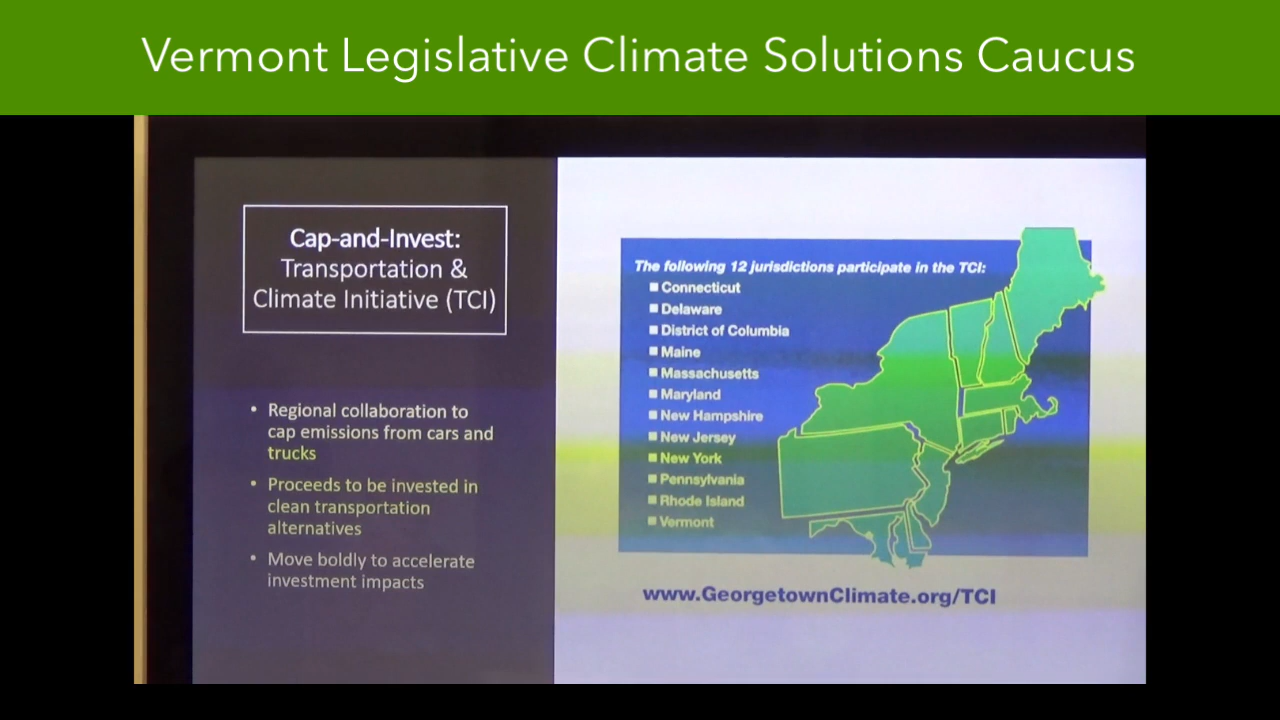 Vermont Legislative Climate Solutions Caucus
Cap-and-Invest:
Transportation &
Climate Initiative (TCI)
• Regional collaboration to
cap emissions from cars and
trucks
• Proceeds to be invested in
clean transportation
alternatives
• Move boldly to accelerate
investment impacts
The following 12 jurisdictions participate in the TCI:
■ Connecticut
■ Delaware
■ District of Columbia
■ Maine
■ Massachusetts
■ Maryland
■ New Hampshire
■ New Jersey
■ New York
■ Pennsylvania
■ Rhode Island
■ Vermont
www.GeorgetownClimate.org/TCI